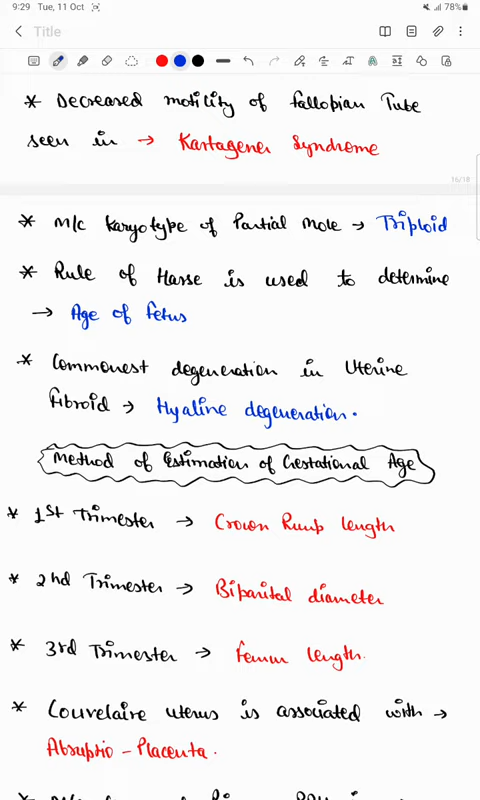 9:29 Tue, 11 Oct
78%
Title
* Decreased motility of fallopian Tube
seen in → Kartagener Syndrome
16/18
* M/c Karyotype of Partial Mole → Triploid
* Rule of Hasse is used to determine
→ Age of fetus
* Commonest degeneration in Uterine
fibroid → Hyaline degeneration.
Method of Estimation of Gestational Age
* 1st Trimester → Crown Rump length
* 2nd Trimester → Biparital diameter
* 3rd Trimester → Femur length.
* Couvelaire uterus is associated with →
Absuptio - Placenta.